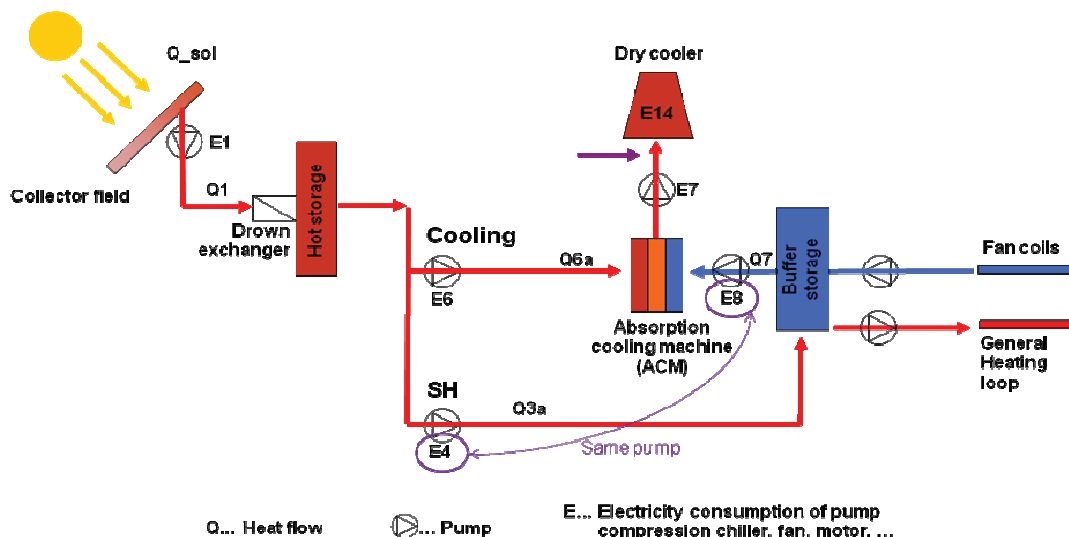 Q_sol
Dry cooler
E14
E1
Collector field
Q1
Drown
exchanger
Hot storage
E7
Cooling
Q6a
E6
Q7
E8
Buffer
storage
Fan coils
Absorption
cooling machine
(ACM)
General
Heating
loop
SH
Q3a
E4
Same pump
Q... Heat flow
... Pump
E... Electricity consumption of pump
compression chiller, fan, motor, ...